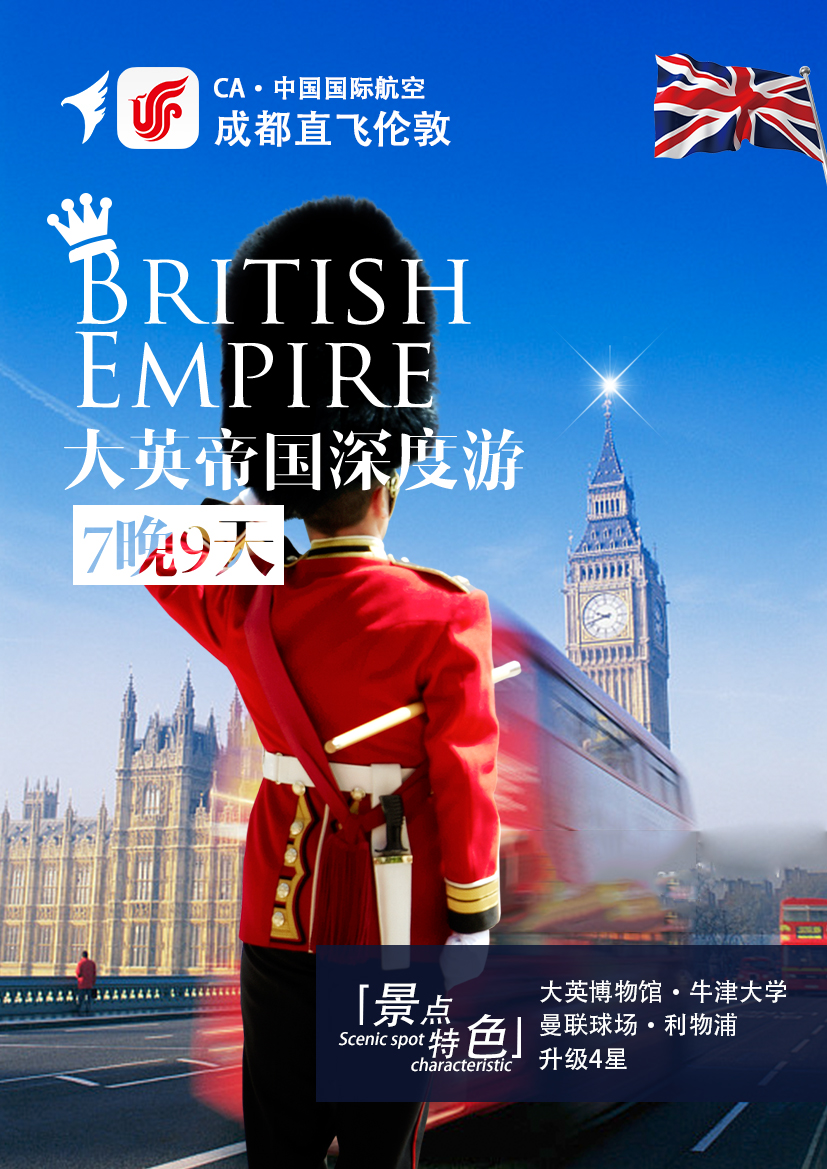 CA·中国国际航空
成都直飞伦敦
BRITISH
EMPIRE
大英帝国深度游
7晚9天
「景点
Scenic spot
特色」
characteristic
大英博物馆·牛津大学
曼联球场·利物浦
升级4星